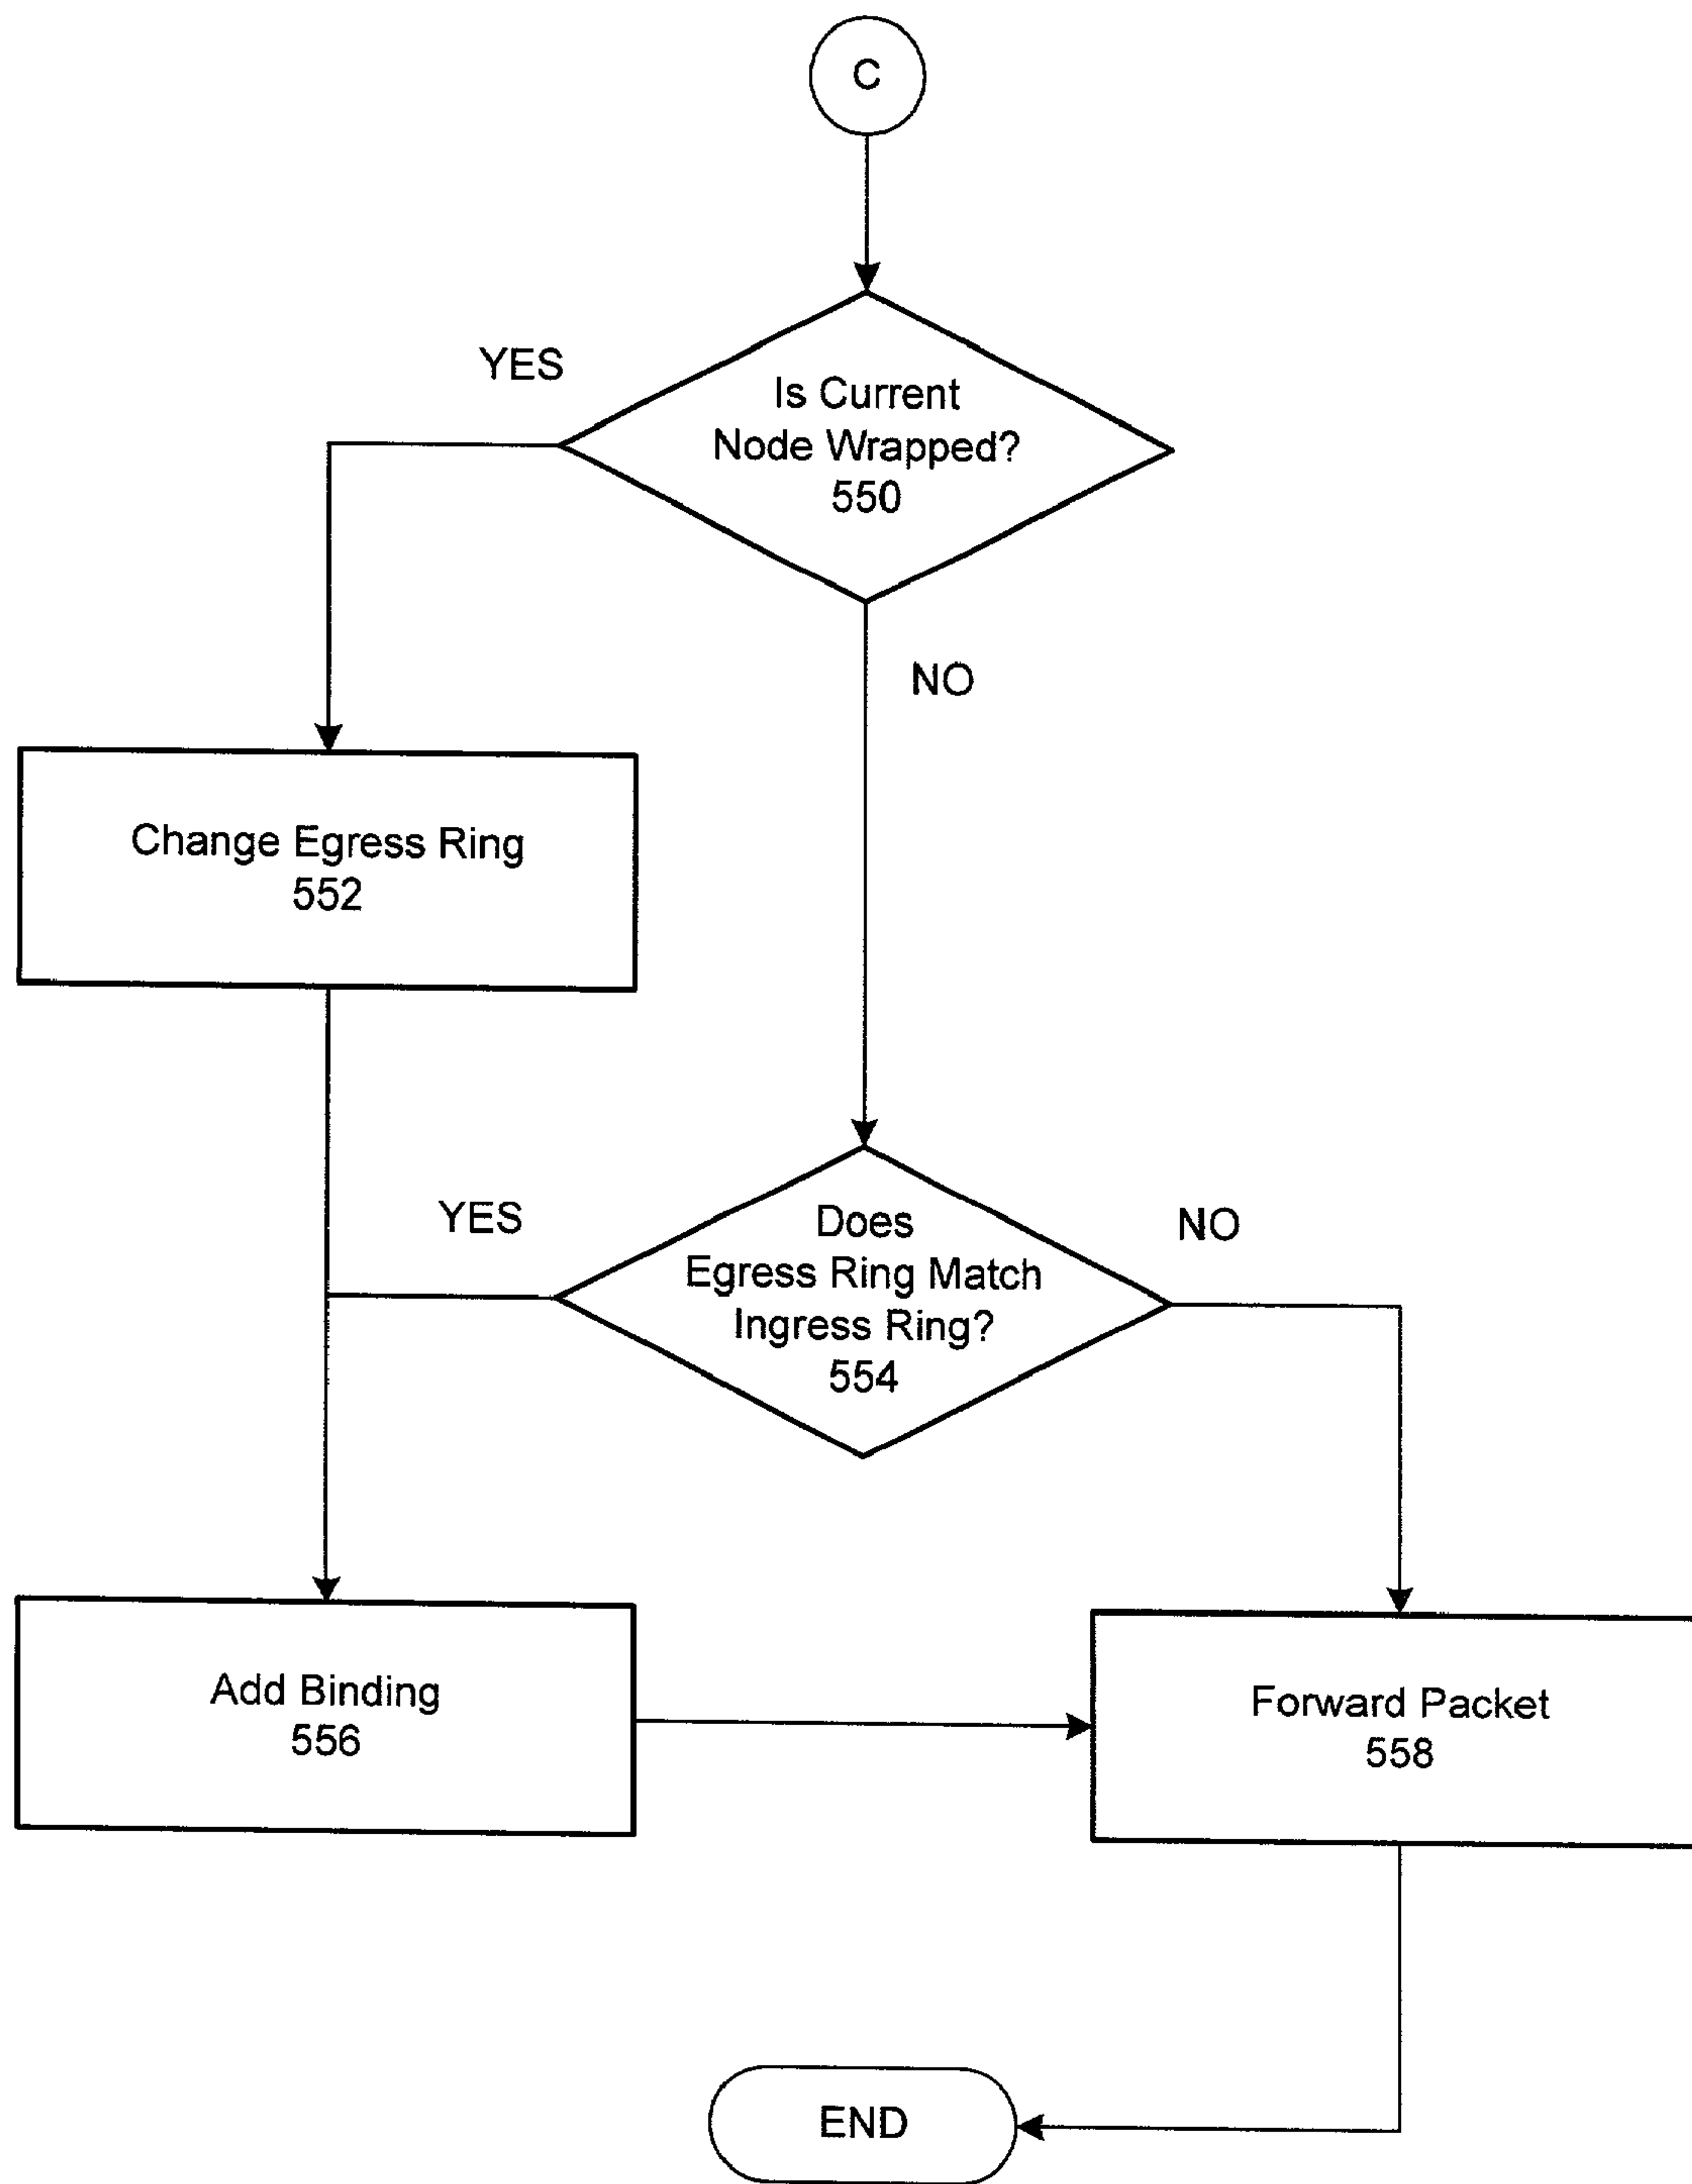 C
YES
Is Current
Node Wrapped?
550
NO
Change Egress Ring
552
YES
Does
Egress Ring Match
Ingress Ring?
554
NO
Add Binding
556
Forward Packet
558
END